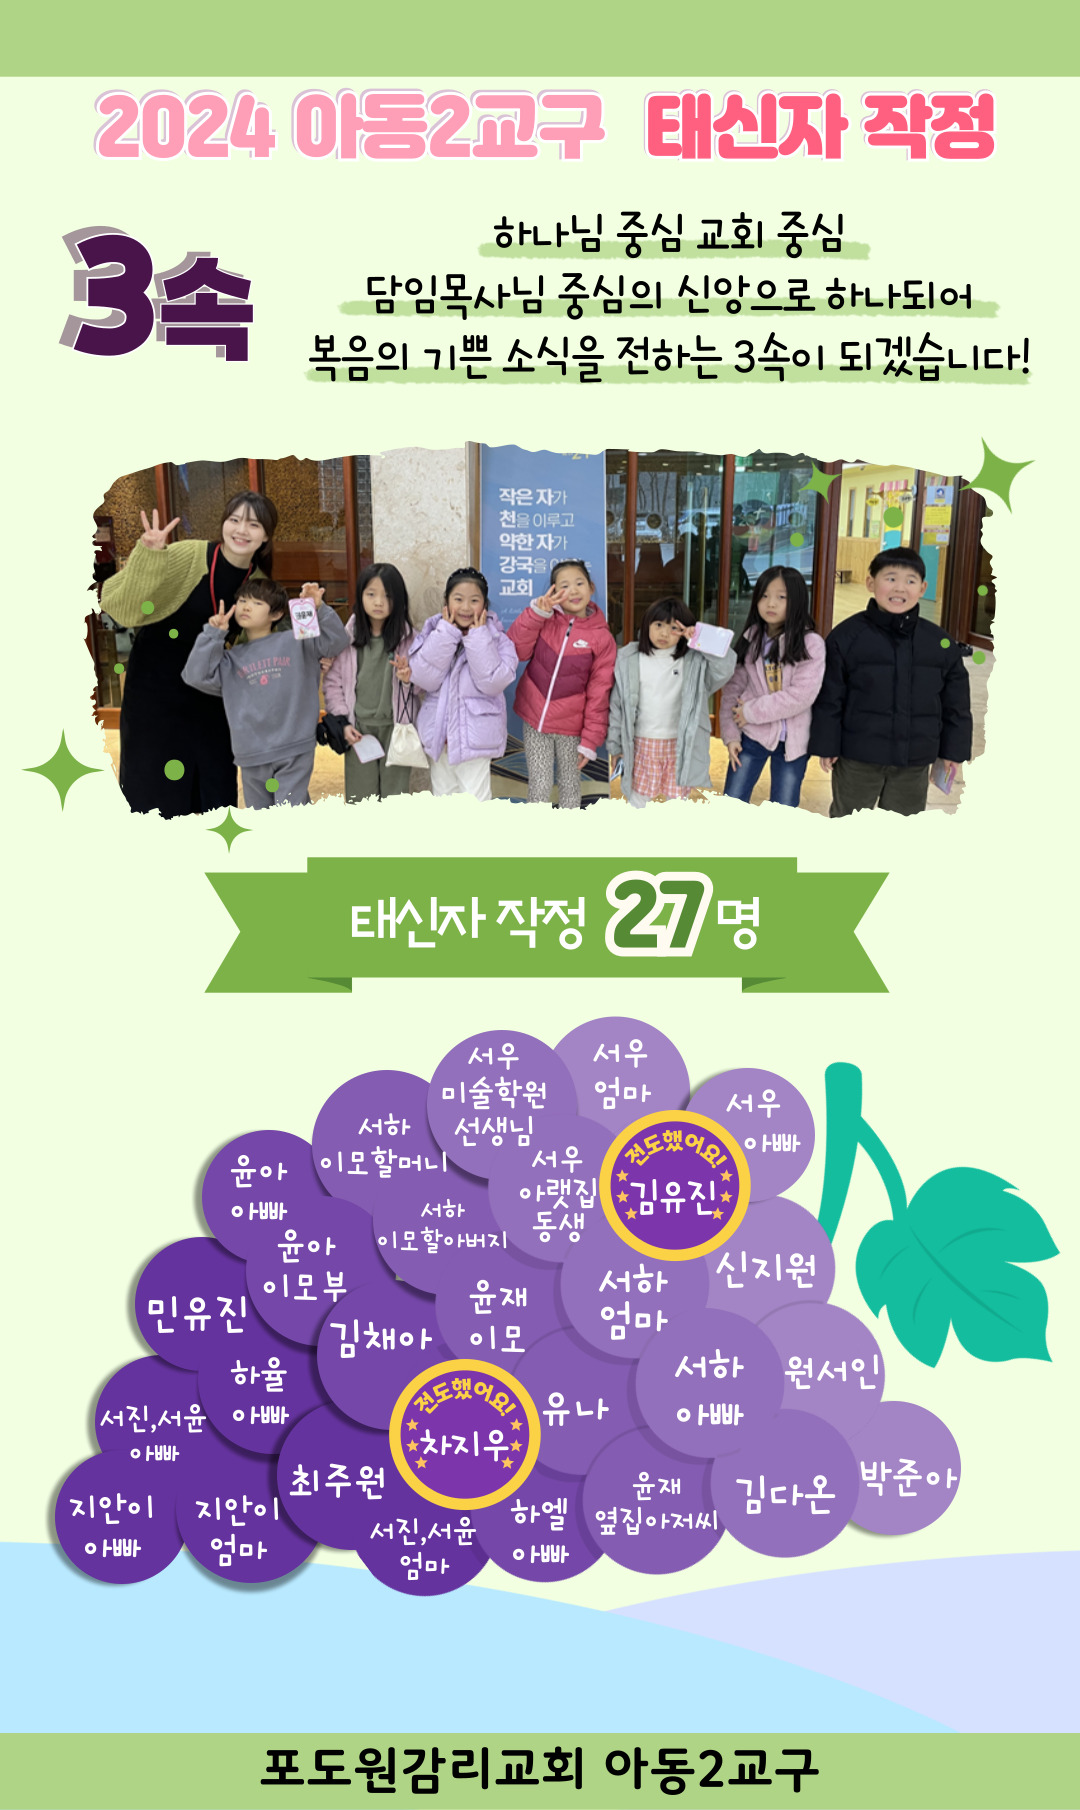 2024 아동2교구 태신자 작정
3속
하나님 중심 교회 중심
담임목사님 중심의 신앙으로 하나되어
복음의 기쁜 소식을 전하는 3속이 되겠습니다!
작은 자가
천을 이루고
약한 자가
강국을
교회
태신자 작정 27명
서우
미술학원
선생님
서우
엄마
서우
아빠
서하
이모할머니
서우
아랫집
동생
전도했어요!
김유진
윤아
아빠
서하
이모할아버지
윤아
이모부
신지원
서하
엄마
윤재
이모
민유진
김채아
하율
아빠
서하
아빠
원서인
서진,서윤
아빠
전도했어요!
차지우
유나
최주원
윤재
옆집아저씨
김다온
박준아
지안이
아빠
지안이
엄마
서진,서윤
엄마
하엘
아빠
포도원감리교회 아동2교구